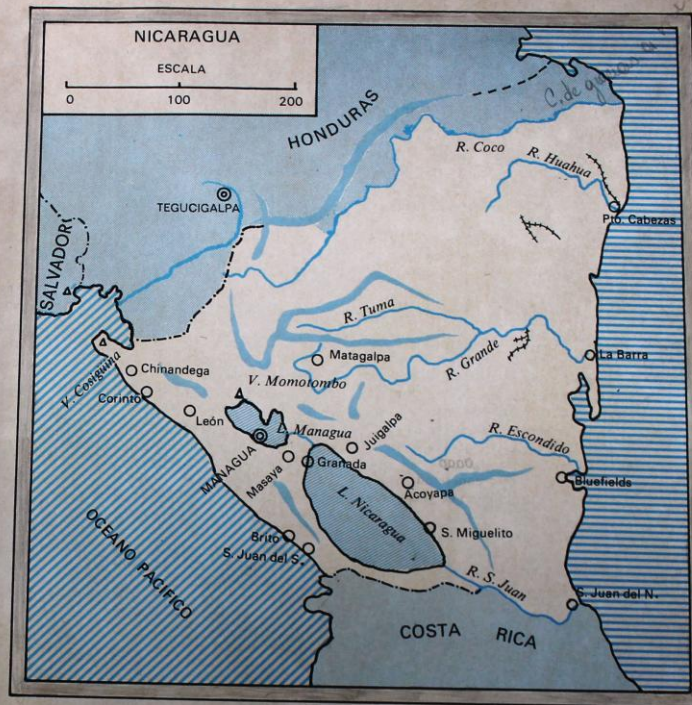 NICARAGUA
ESCALA
0 100 200
C. de gracias a
HONDURAS
R. Coco
R. Huahua
TEGUCIGALPA
Pto. Cabezas
SALVADOR
R. Tuma
V. Cosiguina
Chinandega
Matagalpa
R. Grande
La Barra
V. Momotombo
Corinto
León
L. Managua
Juigalpa
R. Escondido
MANAGUA
Masaya
Granada
Acoyapa
Bluefields
L. Nicaragua
S. Miguelito
OCEANO PACIFICO
Brito
S. Juan del S.
R. S. Juan
S. Juan del N.
COSTA RICA